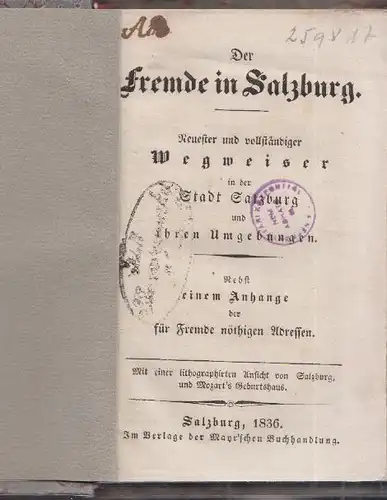 259817
Der
Fremde in Salzburg.
Neuester und vollständiger
Wegweiser
in der
Stadt Salzburg
und
ihren Umgebungen.
Nebst
einem Anhange
der
für Fremde nöthigen Adressen.
Mit einer lithographirten Ansicht von Salzburg,
und Mozart's Geburtshaus.
Salzburg, 1836.
Im Verlage der Mayr'schen Buchhandlung.